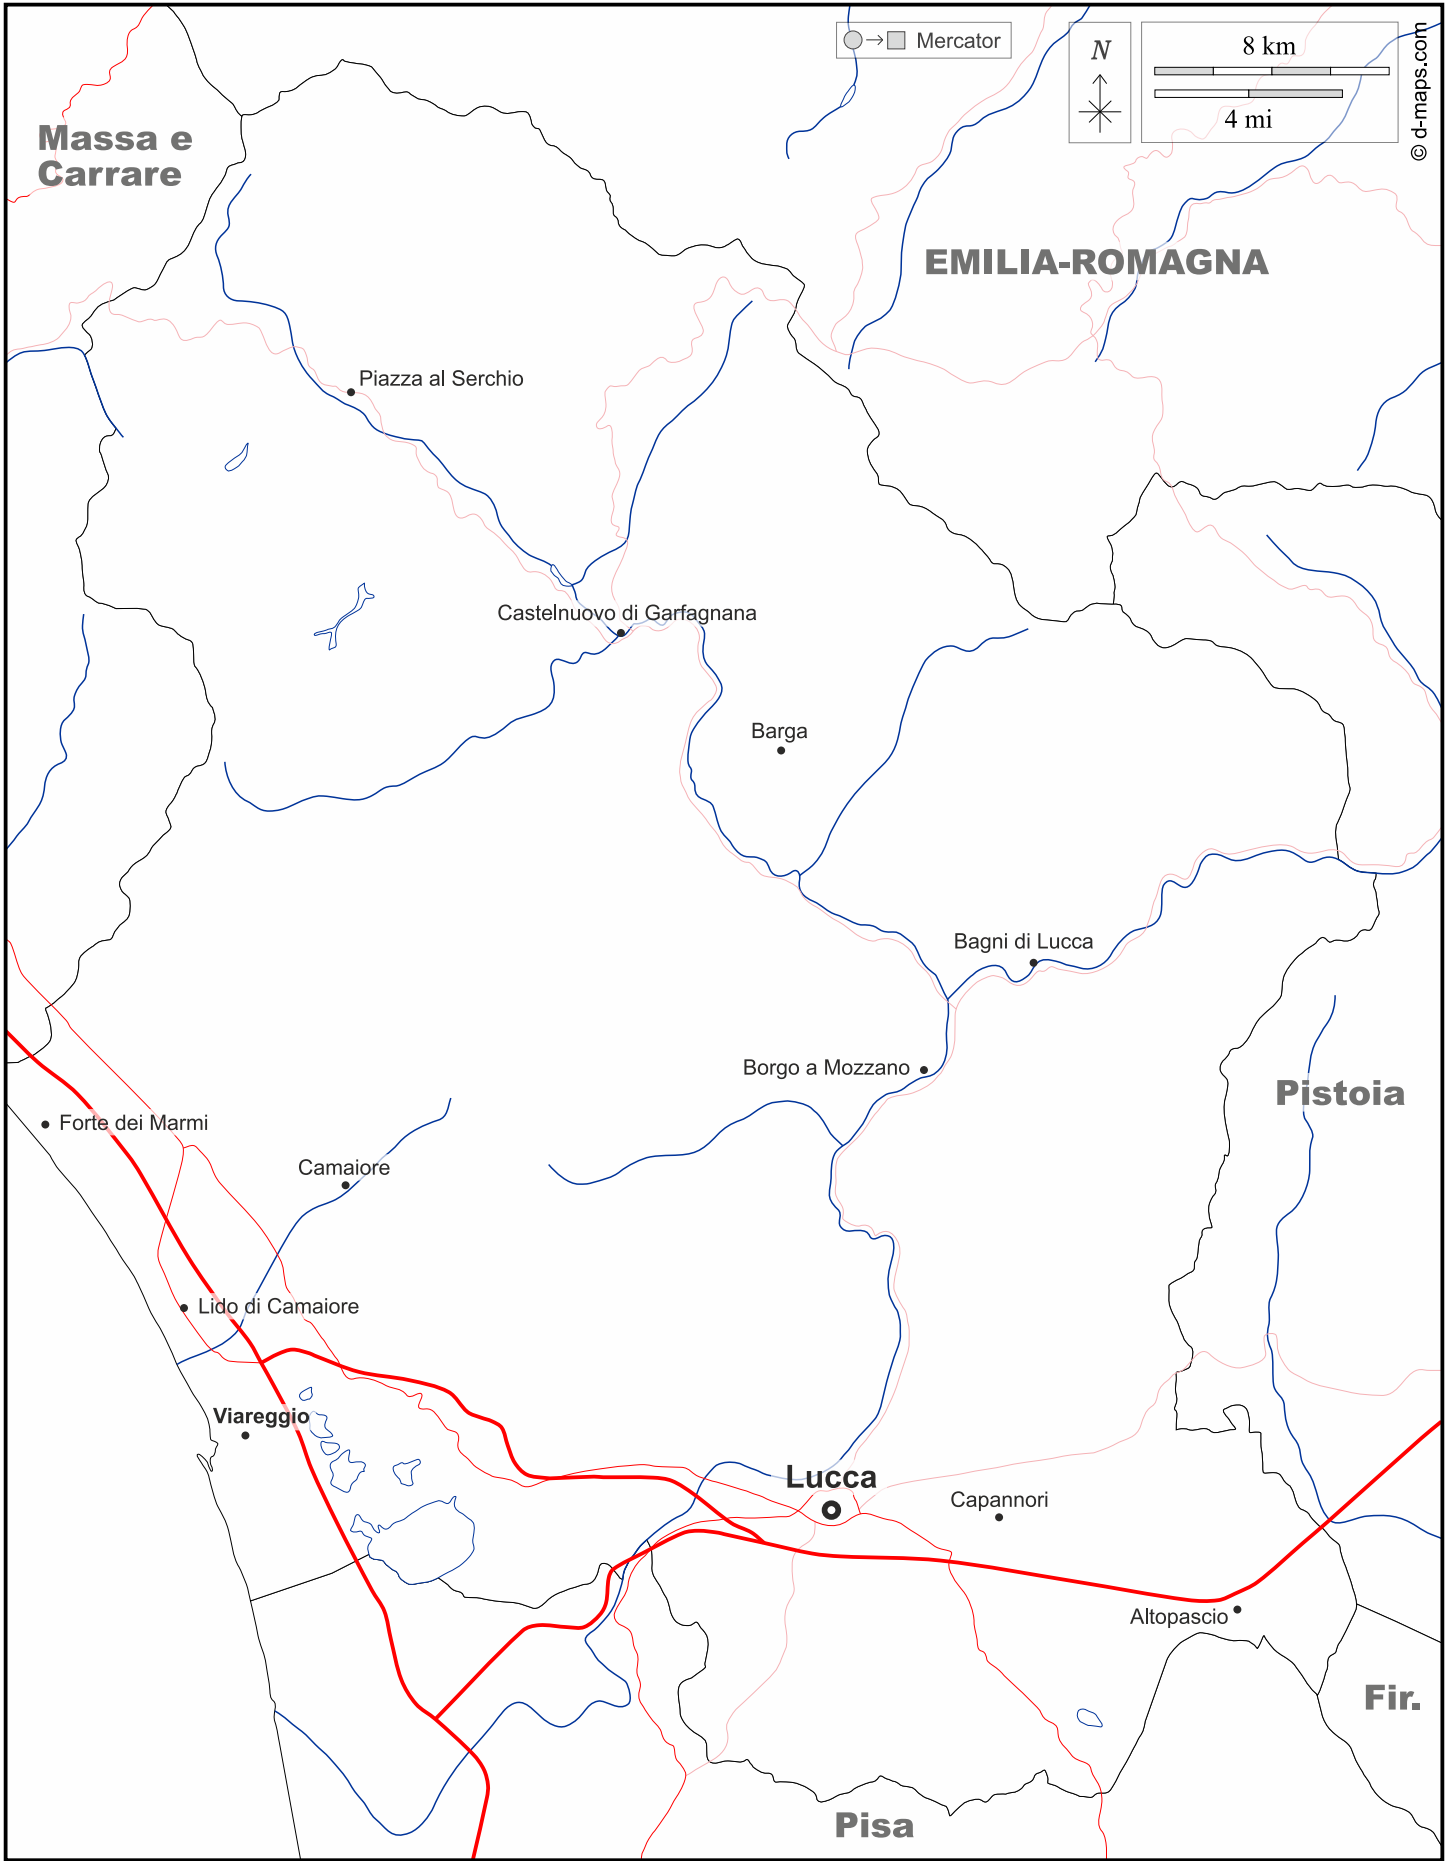 Mercator
N
8 km
4 mi
© d-maps.com
Massa e
Carrare
EMILIA-ROMAGNA
Piazza al Serchio
Castelnuovo di Garfagnana
Barga
Bagni di Lucca
Borgo a Mozzano
Pistoia
Forte dei Marmi
Camaiore
Lido di Camaiore
Viareggio
Lucca
Capannori
Altopascio
Fir.
Pisa